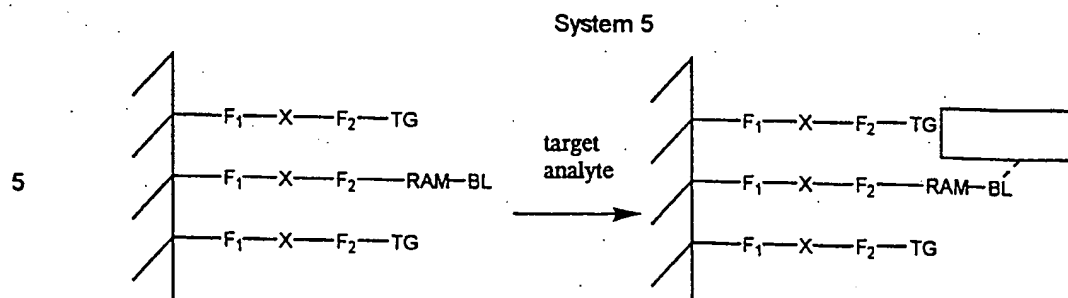 System 5
F₁—X—F₂—TG F₁—X—F₂—TG
target
analyte
5 F₁—X—F₂—RAM—BL F₁—X—F₂—RAM—BL
F₁—X—F₂—TG F₁—X—F₂—TG